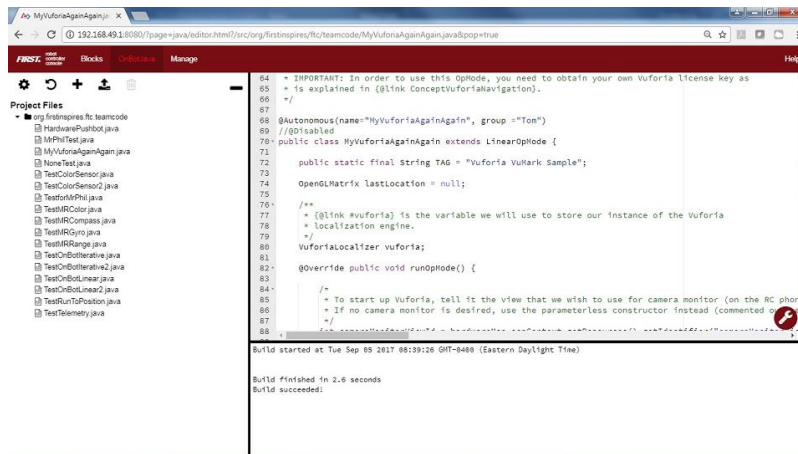 MyVuforiaAgainAgain.ja
192.168.49.1:8080/?page=java/editor.html?/src/org/firstinspires/ftc/teamcode/MyVuforiaAgainAgain.java&pop=true
FIRST. robot controller console Blocks OnBotJava Manage Help
Project Files
org.firstinspires.ftc.teamcode
HardwarePushbot.java
MrPhilTest.java
MyVuforiaAgainAgain.java
NoneTest.java
TestColorSensor.java
TestColorSensor2.java
TestforMrPhil.java
TestMRColor.java
TestMRCompass.java
TestMRGyro.java
TestMRRange.java
TestOnBotIterative.java
TestOnBotIterative2.java
TestOnBotLinear.java
TestOnBotLinear2.java
TestRunToPosition.java
TestTelemetry.java
64 * IMPORTANT: In order to use this OpMode, you need to obtain your own Vuforia license key as
65 * is explained in {@link ConceptVuforiaNavigation}.
66 */
67
68 @Autonomous(name="MyVuforiaAgainAgain", group ="Tom")
69 //@Disabled
70 public class MyVuforiaAgainAgain extends LinearOpMode {
71
72 public static final String TAG = "Vuforia VuMark Sample";
73
74 OpenGLMatrix lastLocation = null;
75
76 /**
77 * {@link #vuforia} is the variable we will use to store our instance of the Vuforia
78 * localization engine.
79 */
80 VuforiaLocalizer vuforia;
81
82 @Override public void runOpMode() {
83
84 /*
85 * To start up Vuforia, tell it the view that we wish to use for camera monitor (on the RC phon
86 * If no camera monitor is desired, use the parameterless constructor instead (commented o
87 */
88
Build started at Tue Sep 05 2017 08:39:26 GMT-0400 (Eastern Daylight Time)
Build finished in 2.6 seconds
Build succeeded!